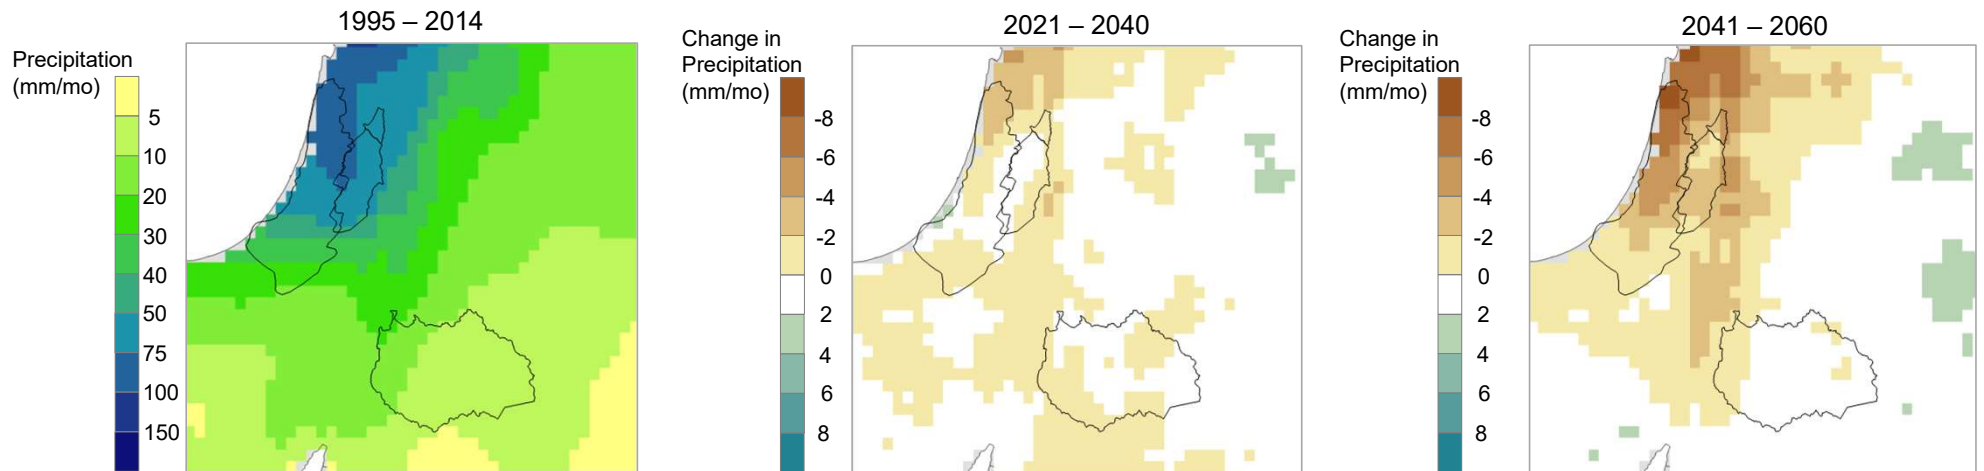 1995 – 2014
Precipitation
(mm/mo)
5
10
20
30
40
50
75
100
150
2021 – 2040
Change in
Precipitation
(mm/mo)
-8
-6
-4
-2
0
2
4
6
8
2041 – 2060
Change in
Precipitation
(mm/mo)
-8
-6
-4
-2
0
2
4
6
8